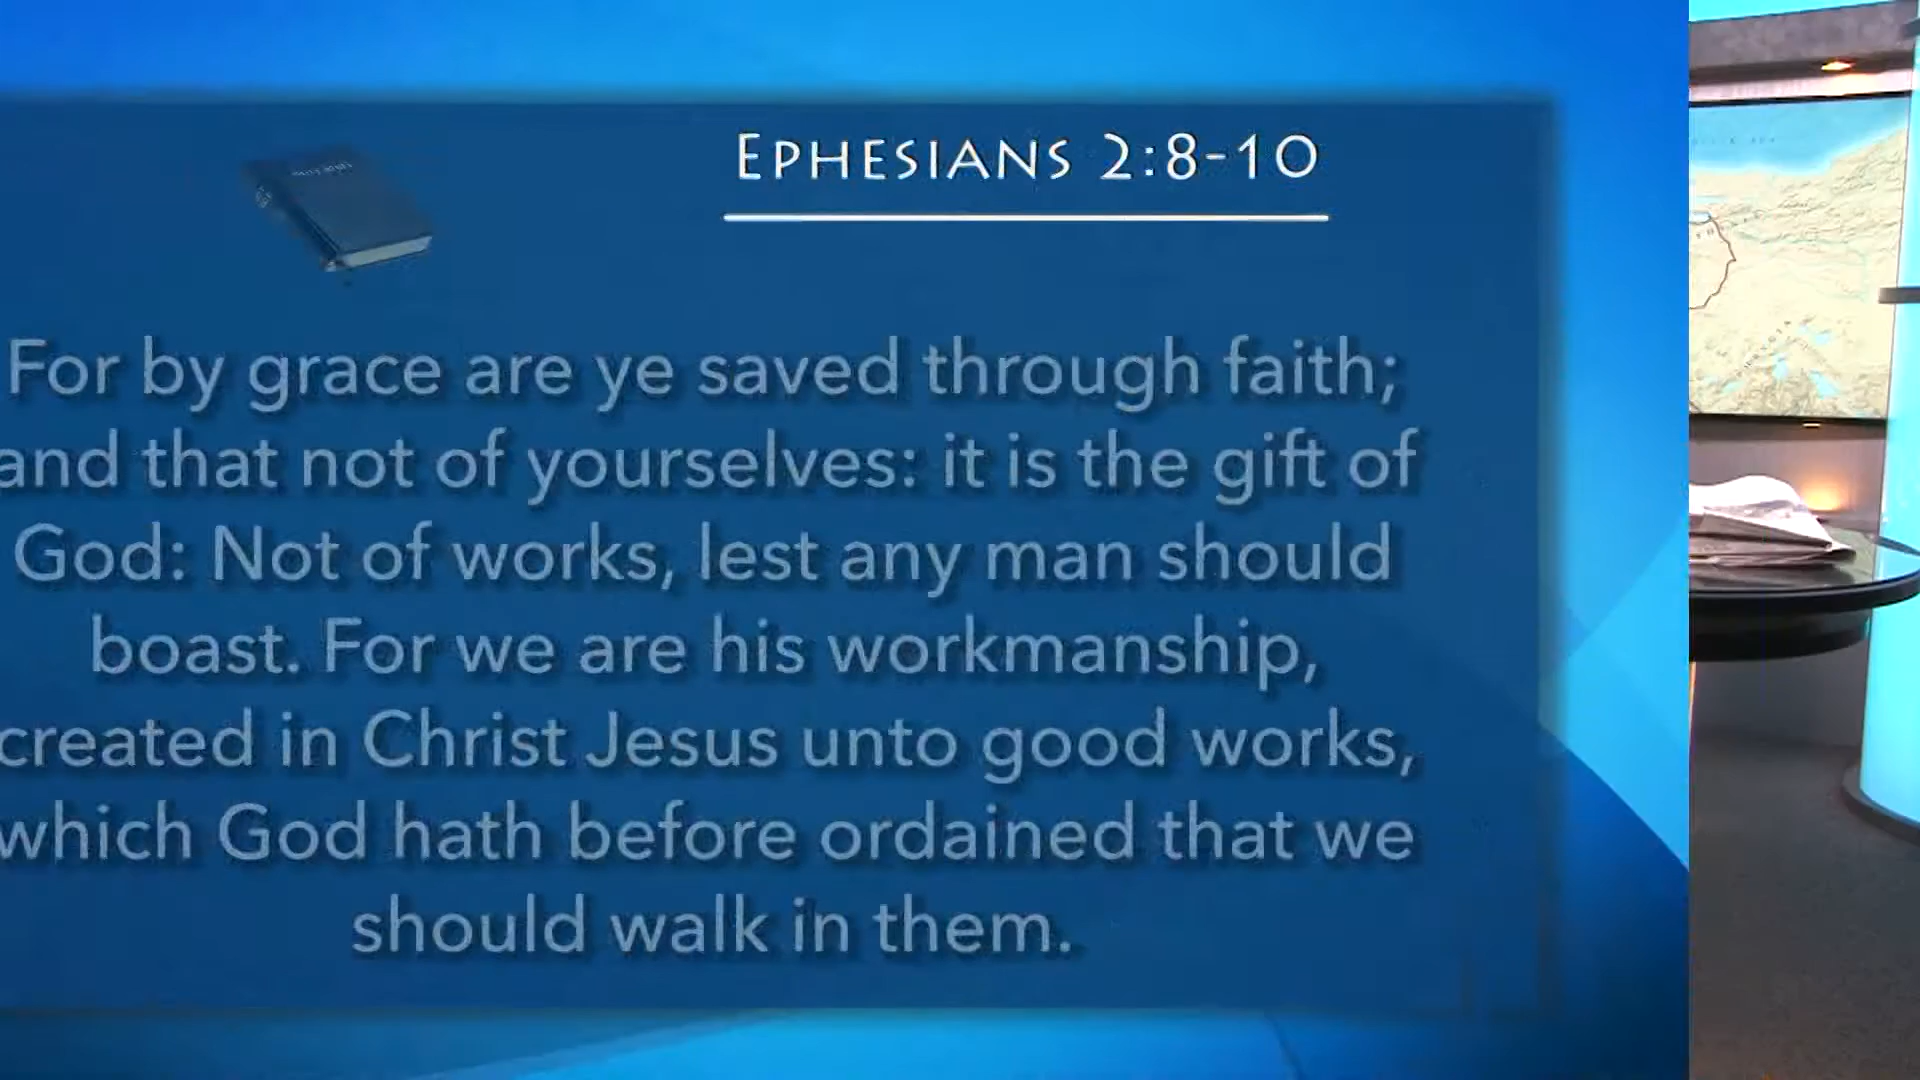 EPHESIANS 2:8-10
For by grace are ye saved through faith;
and that not of yourselves: it is the gift of
God: Not of works, lest any man should
boast. For we are his workmanship,
created in Christ Jesus unto good works,
which God hath before ordained that we
should walk in them.